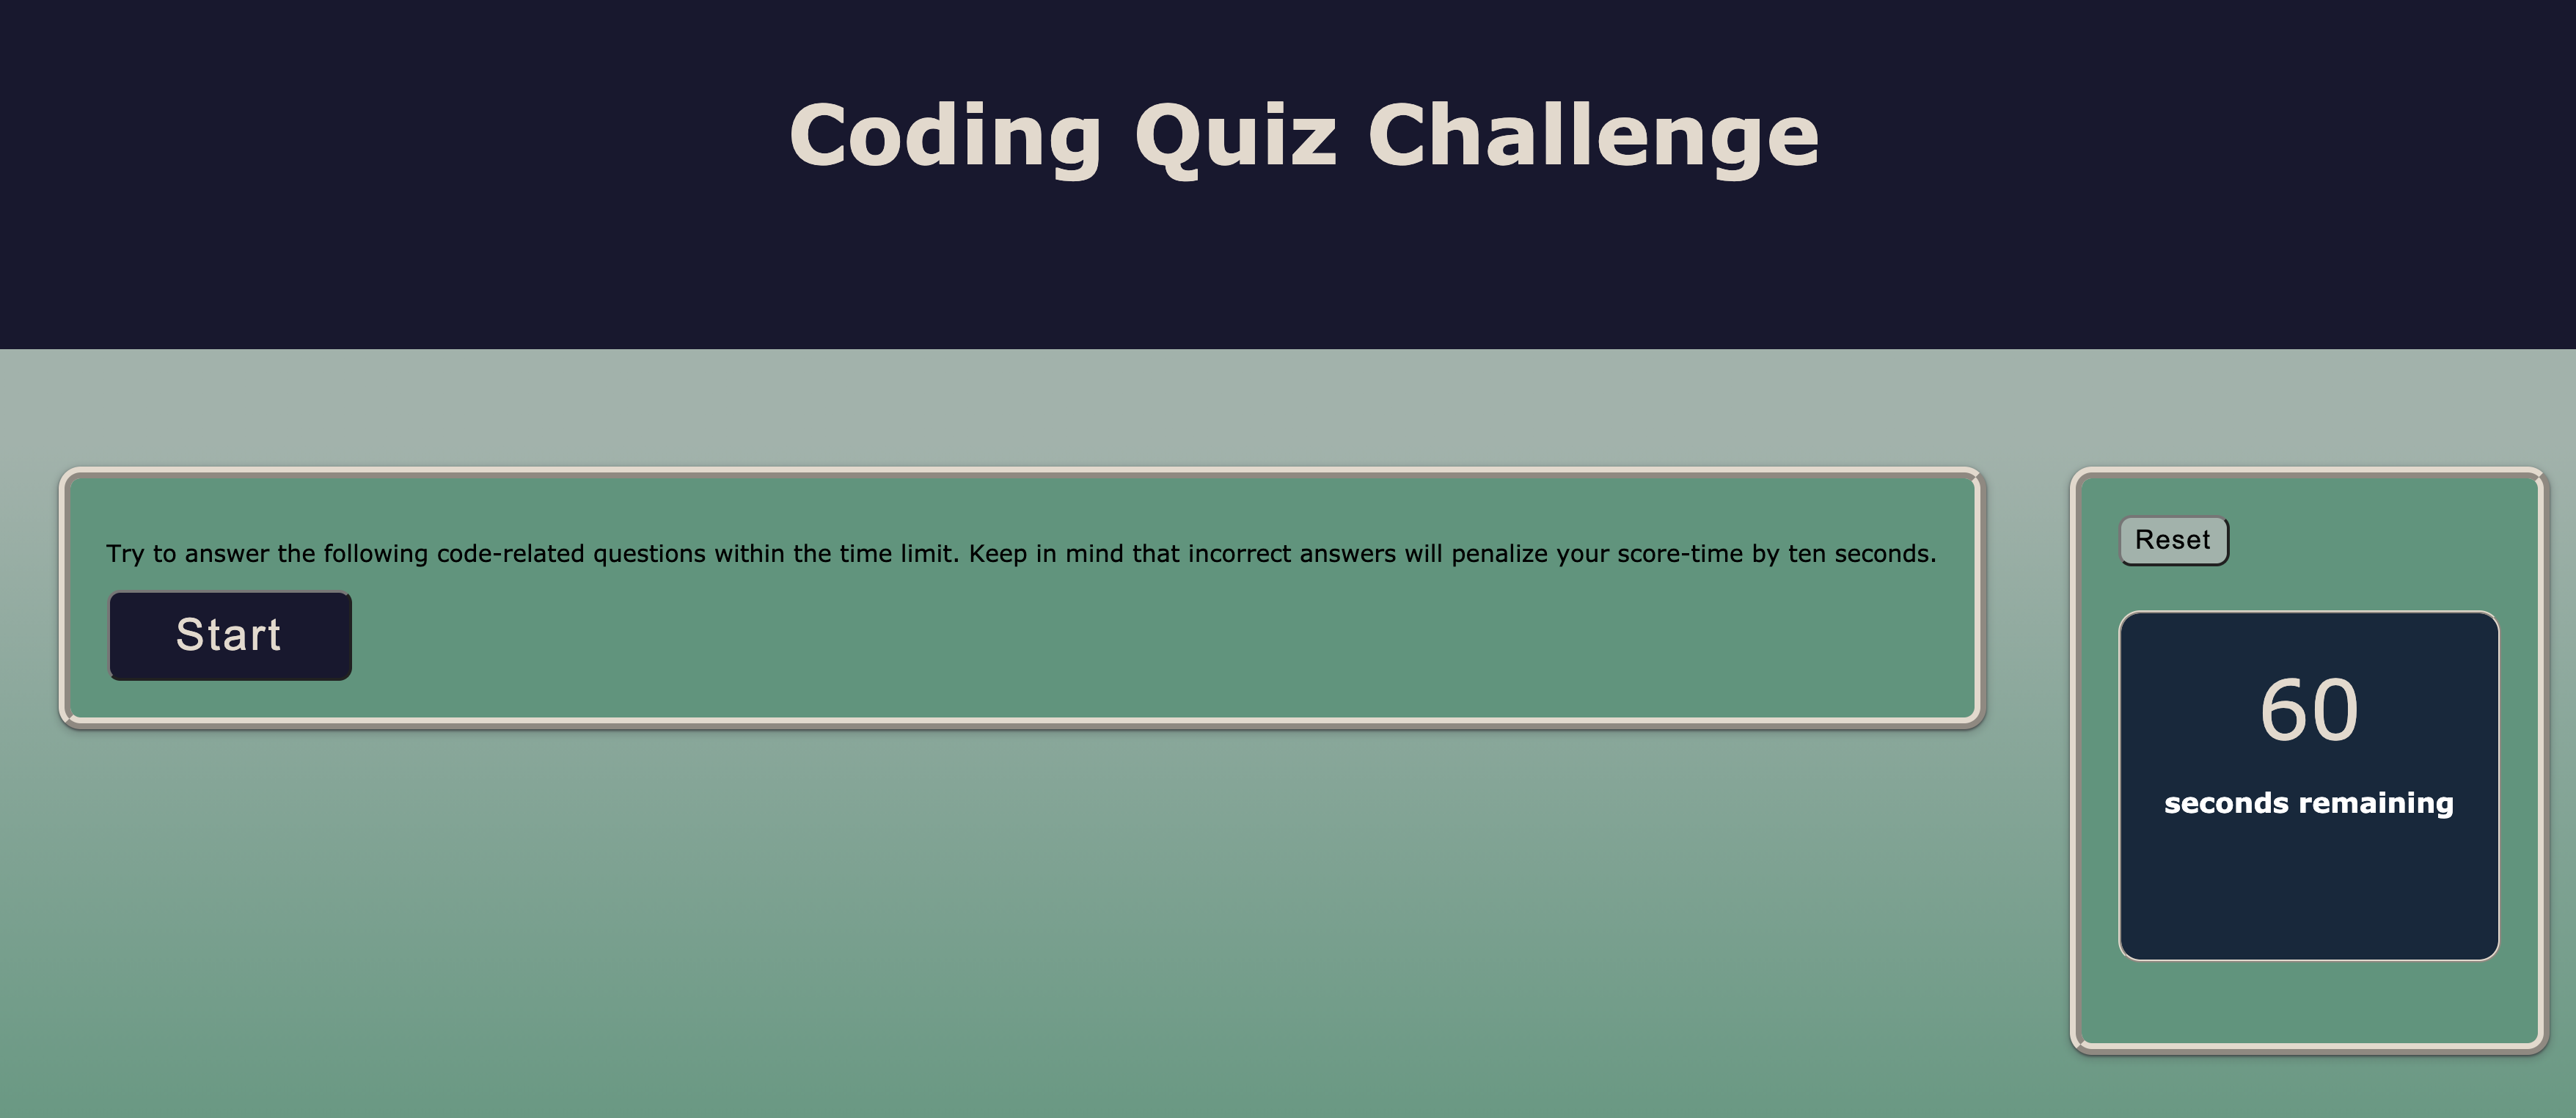 Coding Quiz Challenge
Try to answer the following code-related questions within the time limit. Keep in mind that incorrect answers will penalize your score-time by ten seconds.
Start
Reset
60
seconds remaining